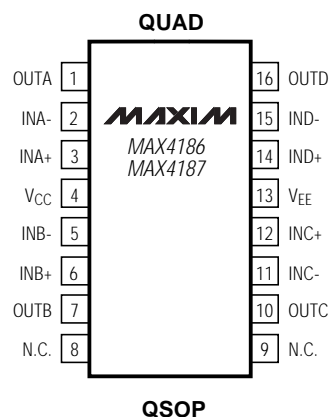 QUAD
OUTA 1 16 OUTD
INA- 2 MAXIM 15 IND-
INA+ 3 MAX4186 14 IND+
MAX4187
VCC 4 13 VEE
INB- 5 12 INC+
INB+ 6 11 INC-
OUTB 7 10 OUTC
N.C. 8 9 N.C.
QSOP